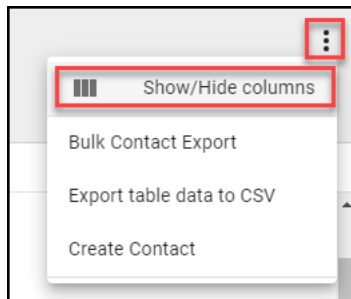 Show/Hide columns
Bulk Contact Export
Export table data to CSV
Create Contact